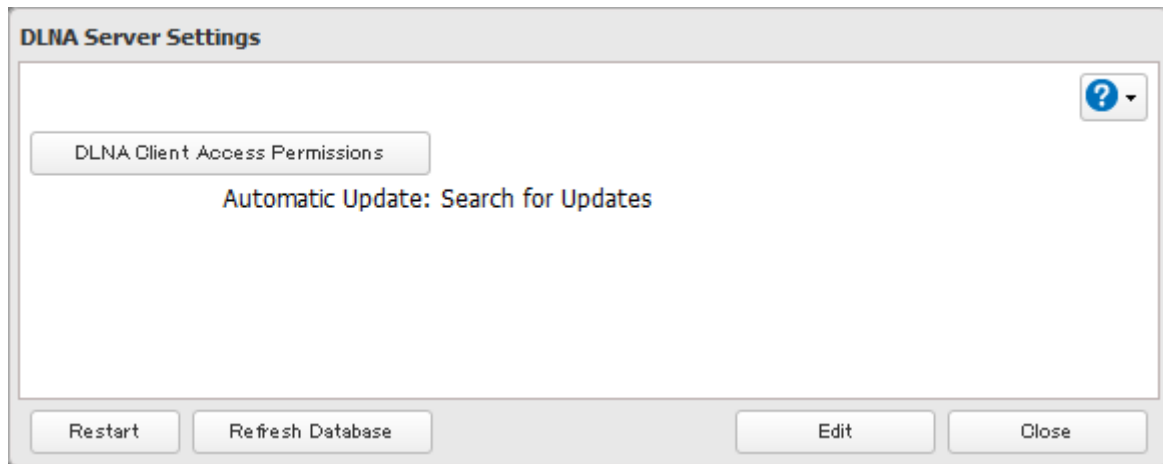 DLNA Server Settings
?
DLNA Client Access Permissions
Automatic Update: Search for Updates
Restart Refresh Database Edit Close